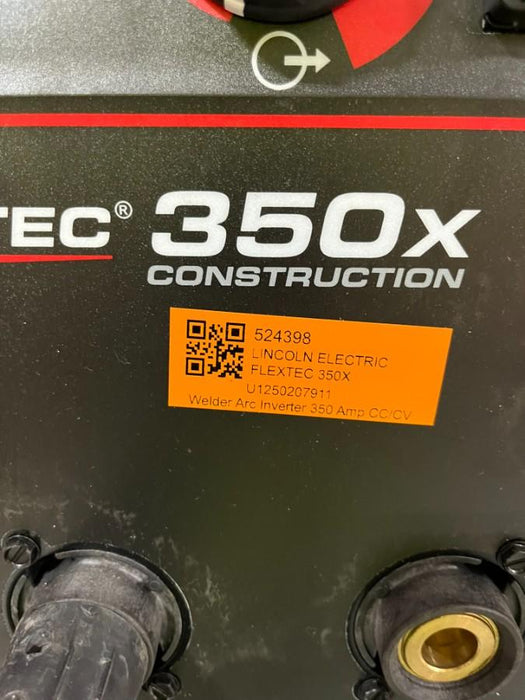 TEC® 350X
CONSTRUCTION
524398
LINCOLN ELECTRIC
FLEXTEC 350X
U1250207911
Welder Arc Inverter 350 Amp CC/CV